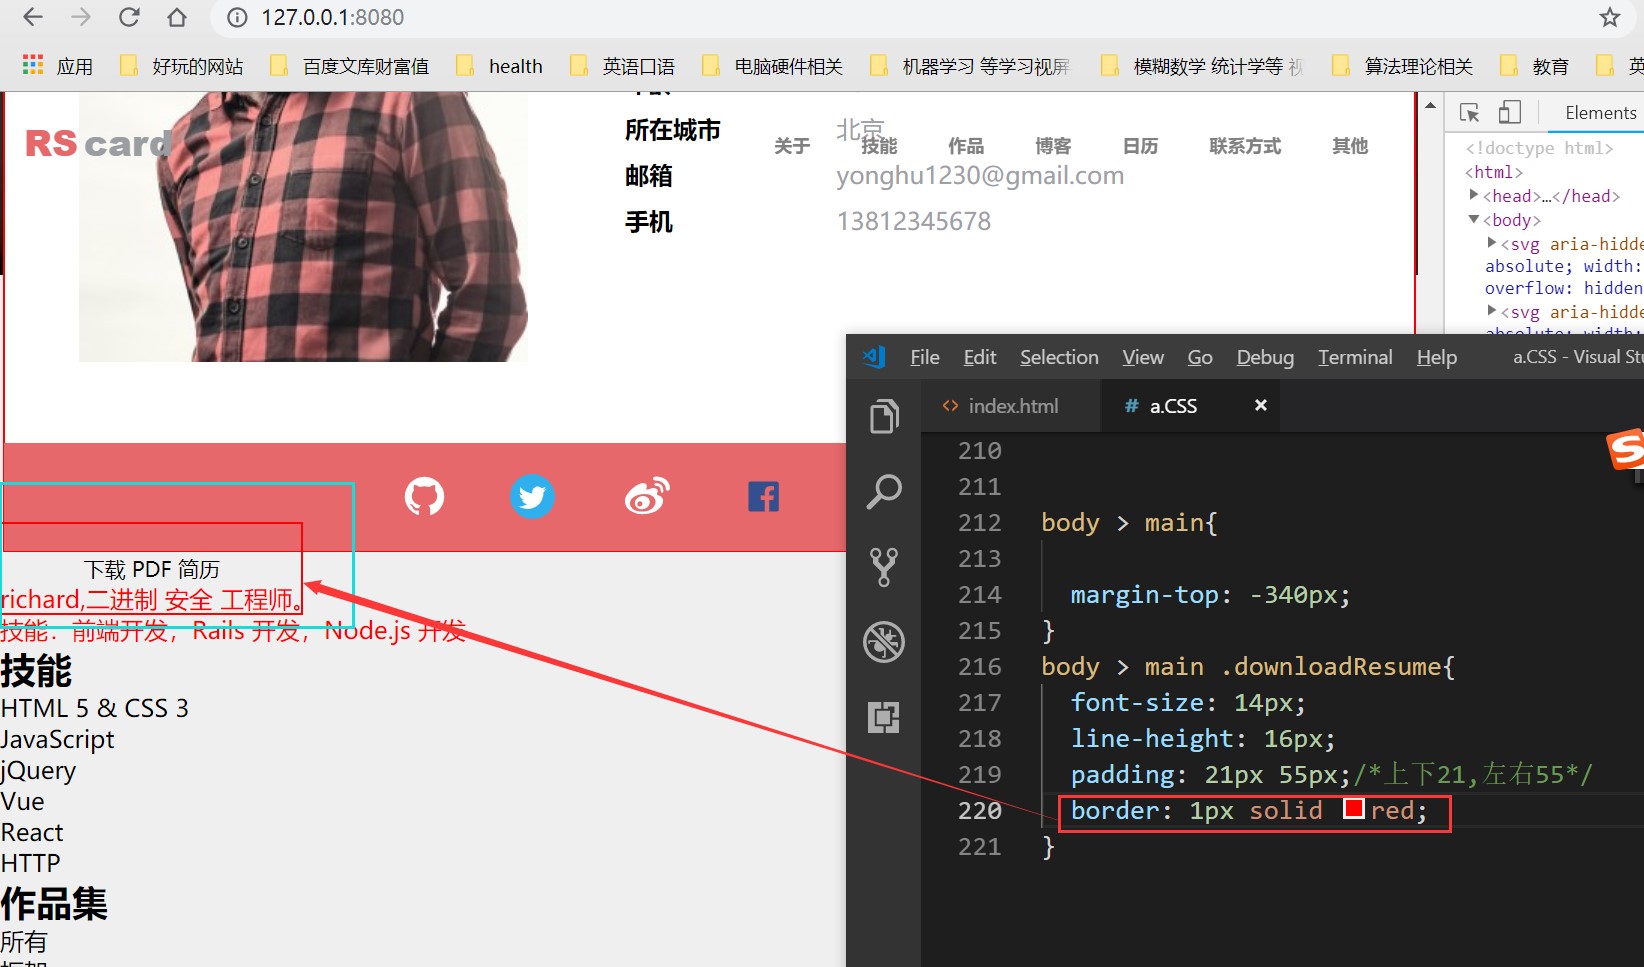 127.0.0.1:8080
应用
好玩的网站
百度文库财富值
health
英语口语
电脑硬件相关
机器学习 等学习视屏
模糊数学 统计学等 视
算法理论相关
教育
英
Elements
RS card
所在城市
北京
关于
技能
作品
博客
日历
联系方式
其他
邮箱
yonghu1230@gmail.com
手机
13812345678
<!doctype html>
<html>
<head>…</head>
<body>
<svg aria-hidde
absolute; width:
overflow: hidden
<svg aria-hidde
absolute; width:
File
Edit
Selection
View
Go
Debug
Terminal
Help
a.CSS - Visual Stu
index.html
# a.CSS
210
211
212 body > main{
213
214 margin-top: -340px;
215 }
216 body > main .downloadResume{
217 font-size: 14px;
218 line-height: 16px;
219 padding: 21px 55px;/*上下21,左右55*/
220 border: 1px solid red;
221 }
下载 PDF 简历
richard,二进制 安全 工程师。
技能：前端开发，Rails 开发，Node.js 开发
技能
HTML 5 & CSS 3
JavaScript
jQuery
Vue
React
HTTP
作品集
所有